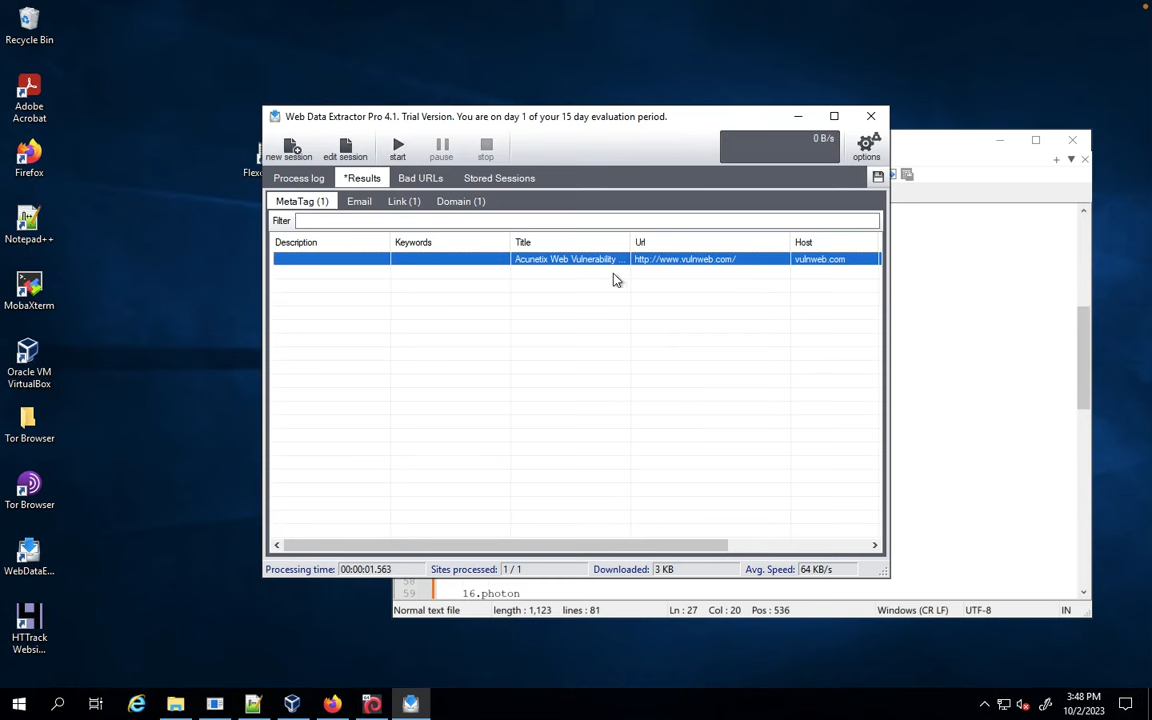 Recycle Bin
Adobe
Acrobat
Firefox
Notepad++
MobaXterm
Oracle VM
VirtualBox
Tor Browser
Tor Browser
WebDataE...
HTTrack
Websi...
Web Data Extractor Pro 4.1. Trial Version. You are on day 1 of your 15 day evaluation period.
new session
edit session
start
pause
stop
0 B/s
options
Process log
*Results
Bad URLs
Stored Sessions
MetaTag (1)
Email
Link (1)
Domain (1)
Filter
Description
Keywords
Title
Url
Host
Acunetix Web Vulnerability ...
http://www.vulnweb.com/
vulnweb.com
Processing time:
00:00:01.563
Sites processed:
1 / 1
Downloaded:
3 KB
Avg. Speed:
64 KB/s
59
16.photon
Normal text file
length : 1,123
lines : 81
Ln : 27
Col : 20
Pos : 536
Windows (CR LF)
UTF-8
IN
3:48 PM
10/2/2023